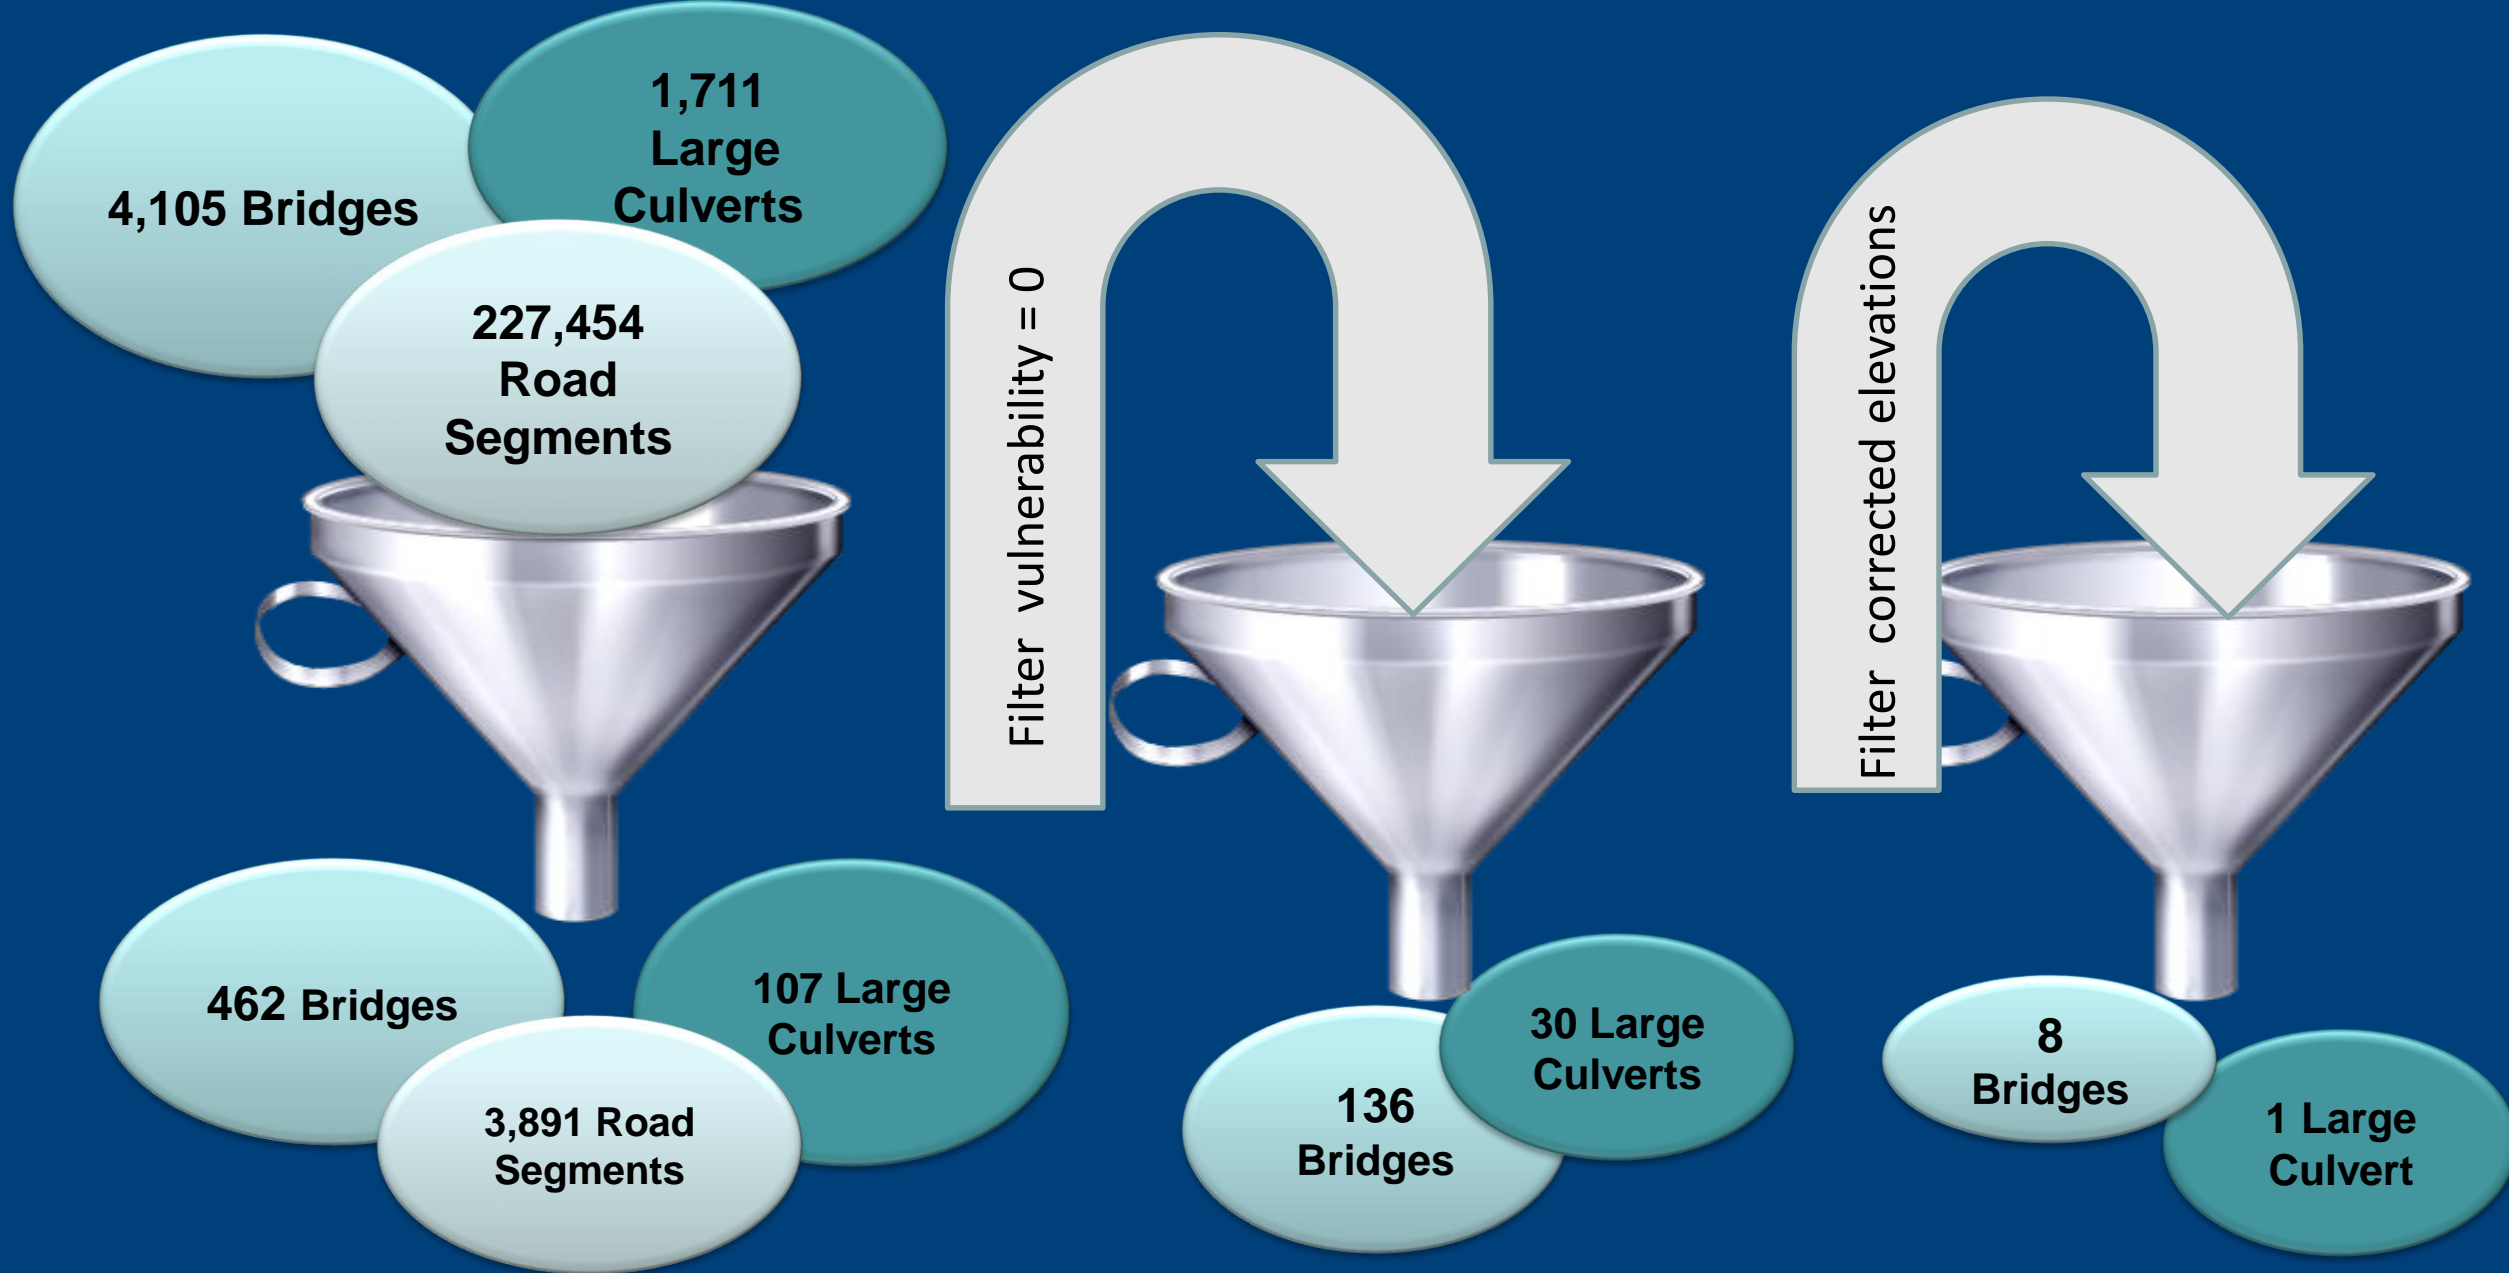 4,105 Bridges
1,711
Large
Culverts
227,454
Road
Segments
462 Bridges
107 Large
Culverts
3,891 Road
Segments
Filter vulnerability = 0
136
Bridges
30 Large
Culverts
Filter corrected elevations
8
Bridges
1 Large
Culvert